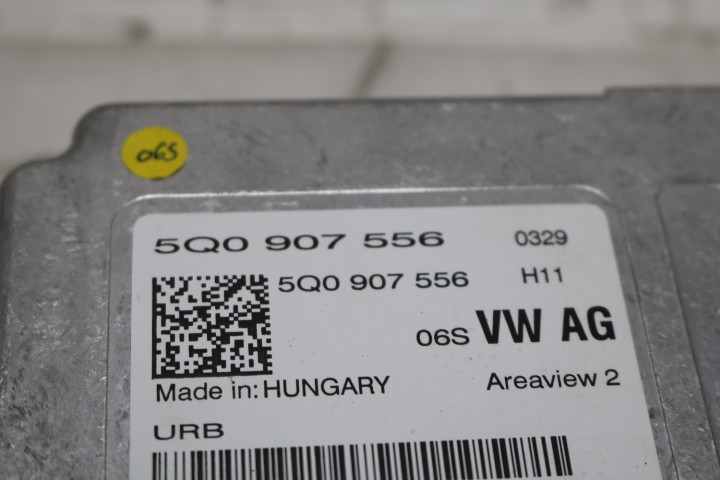 06S
5Q0 907 556 0329
5Q0 907 556 H11
06S VW AG
Made in: HUNGARY Areaview 2
URB